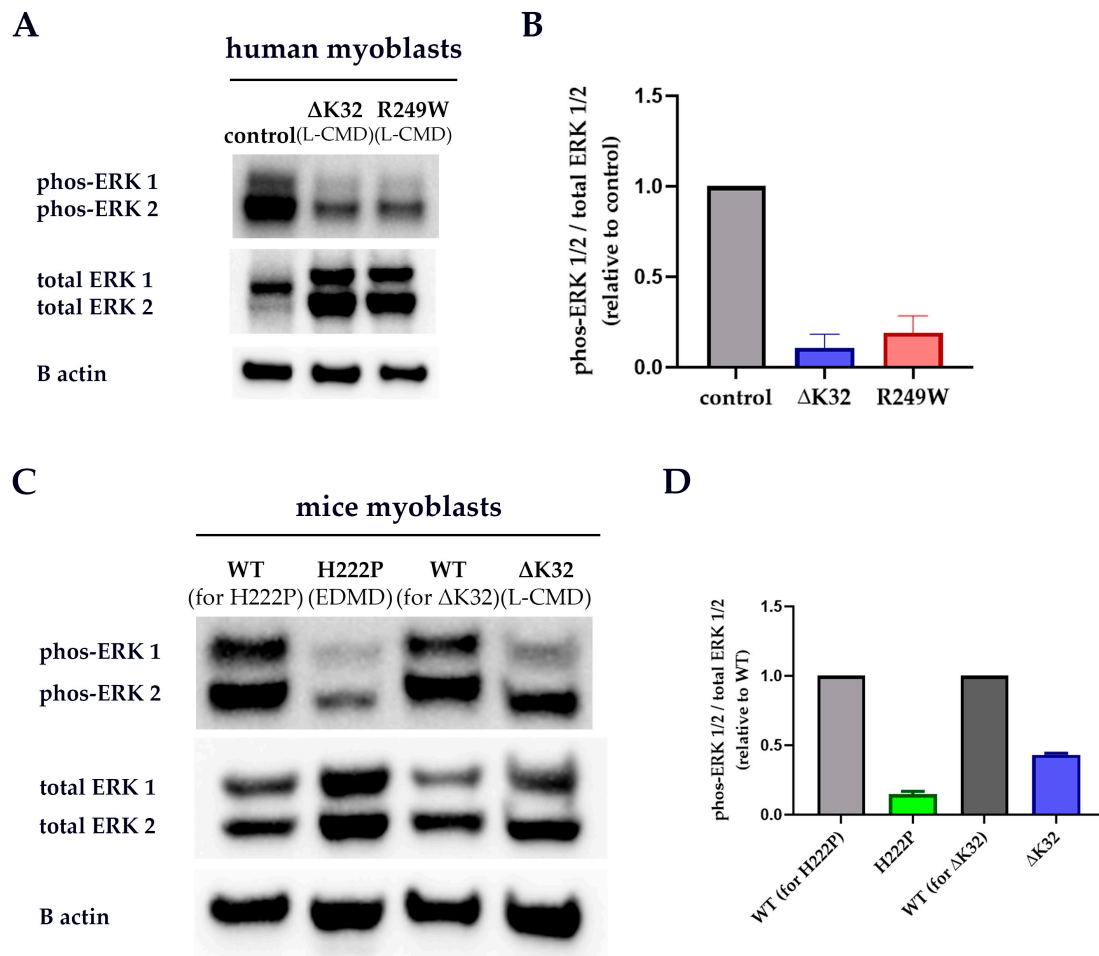 A
human myoblasts
ΔK32 R249W
control(L-CMD)(L-CMD)
phos-ERK 1
phos-ERK 2
total ERK 1
total ERK 2
B actin
B
phos-ERK 1/2 / total ERK 1/2
(relative to control)
1.5
1.0
0.5
0.0
control ΔK32 R249W
C
mice myoblasts
WT H222P WT ΔK32
(for H222P) (EDMD) (for ΔK32)(L-CMD)
phos-ERK 1
phos-ERK 2
total ERK 1
total ERK 2
B actin
D
phos-ERK 1/2 / total ERK 1/2
(relative to WT)
1.5
1.0
0.5
0.0
WT (for H222P) H222P WT (for ΔK32) ΔK32